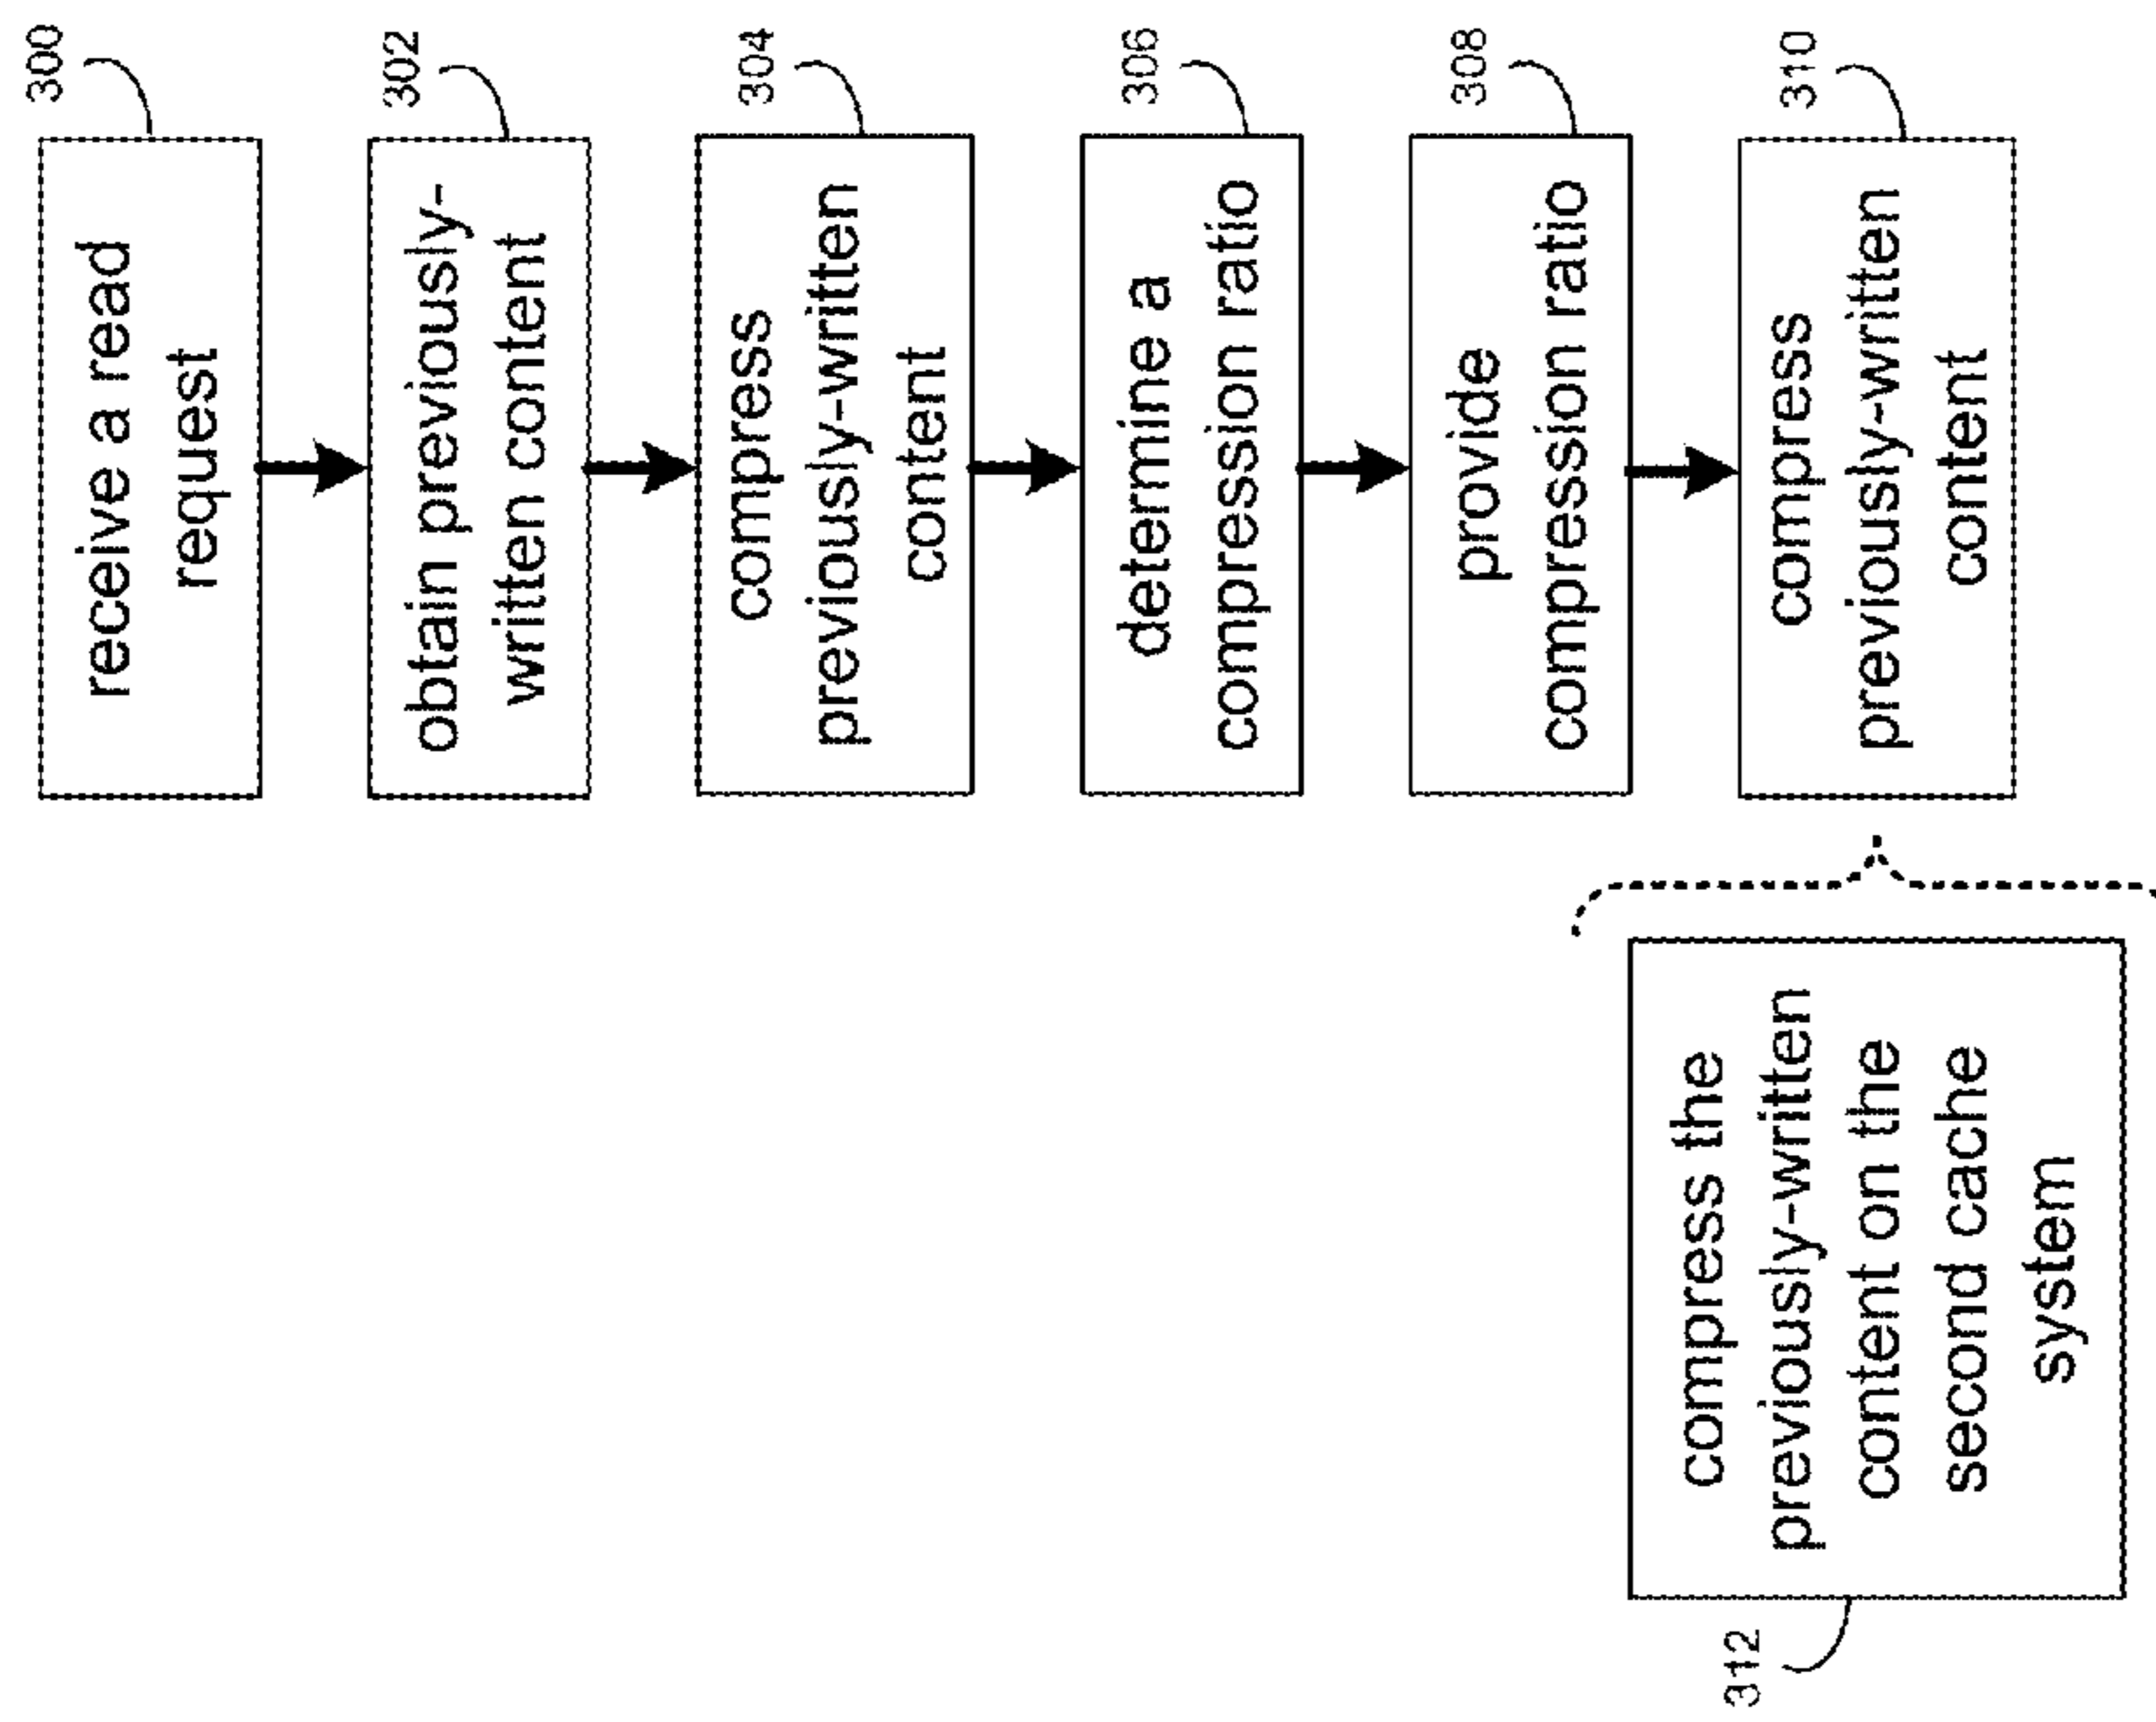 300
receive a read
request
302
obtain previously-
written content
304
compress
previously-written
content
306
determine a
compression ratio
308
provide
compression ratio
310
compress
previously-written
content
312
compress the
previously-written
content on the
second cache
system